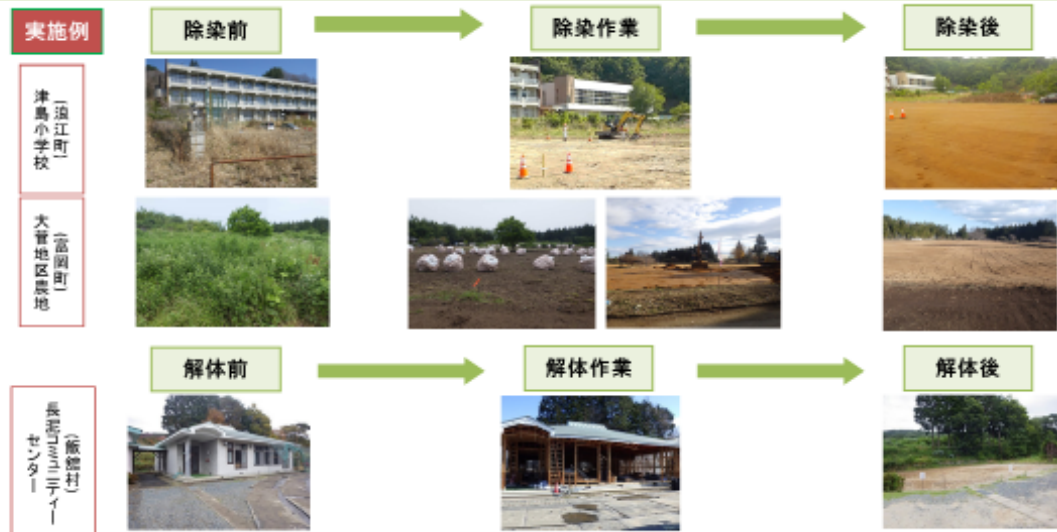 実施例
除染前
除染作業
除染後
(浪江町)
津島小学校
(富岡町)
大菅地区農地
解体前
解体作業
解体後
(飯舘村)
長泥コミュニティー
センター